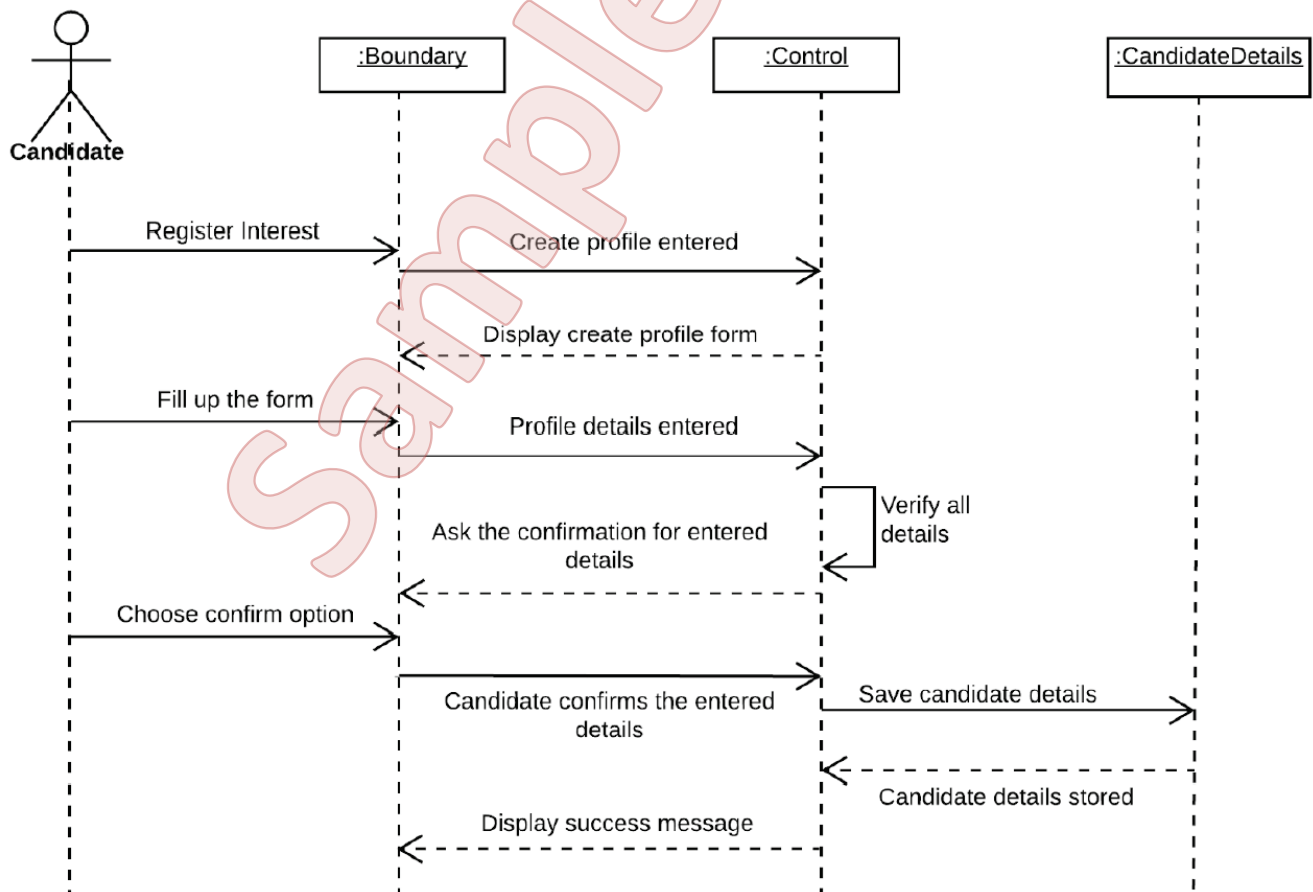 :Boundary
:Control
:CandidateDetails
Candidate
Register Interest
Create profile entered
Display create profile form
Fill up the form
Profile details entered
Verify all
details
Ask the confirmation for entered
details
Choose confirm option
Candidate confirms the entered
details
Save candidate details
Candidate details stored
Display success message
Sample